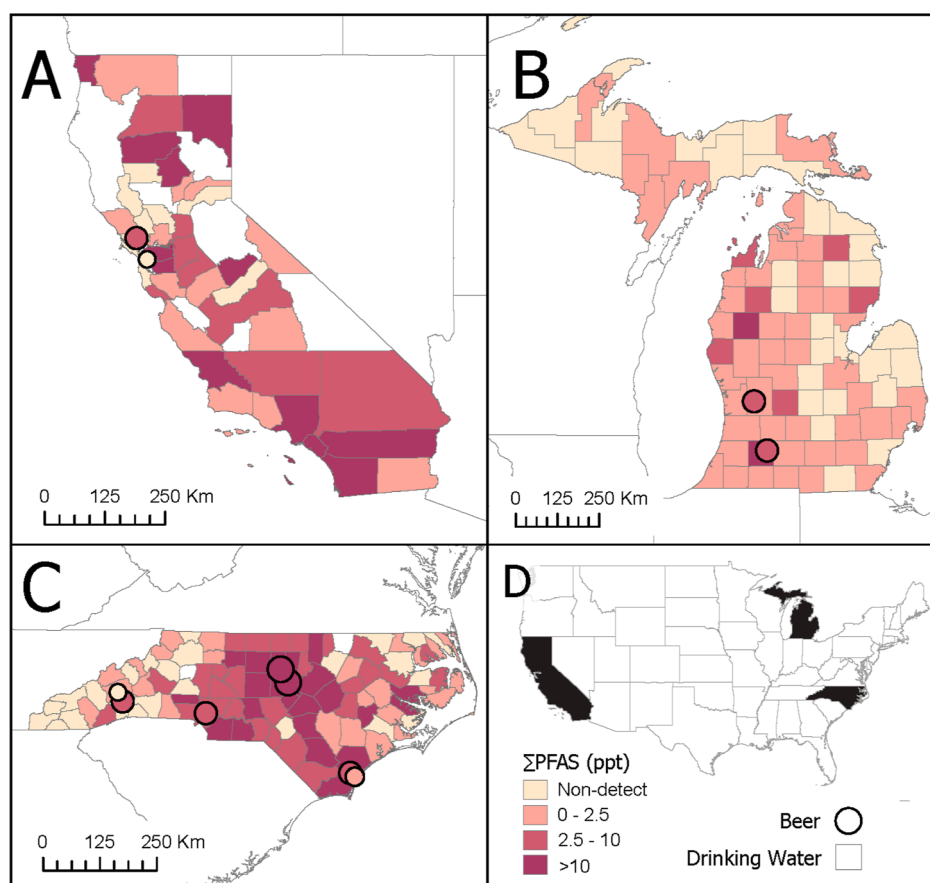 A
B
0 125 250 Km
0 125 250 Km
C
D
0 125 250 Km
ΣPFAS (ppt)
Non-detect
0 - 2.5
2.5 - 10
>10
Beer
Drinking Water